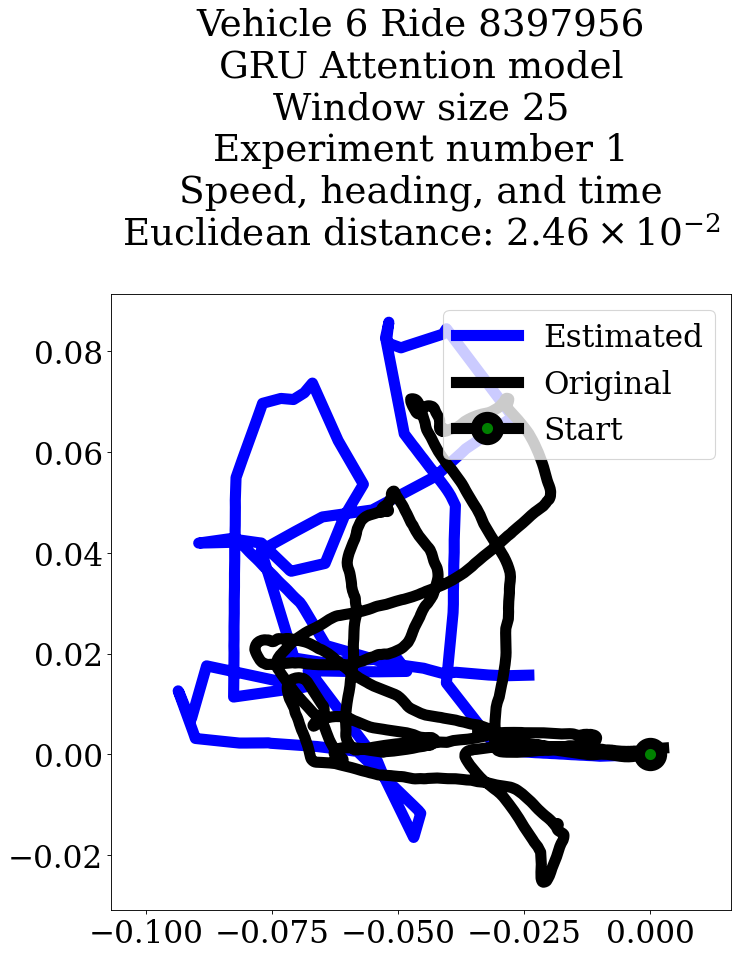 Vehicle 6 Ride 8397956
GRU Attention model
Window size 25
Experiment number 1
Speed, heading, and time
Euclidean distance: 2.46 × 10⁻²
Estimated
Original
Start
0.08
0.06
0.04
0.02
0.00
−0.02
−0.100 −0.075 −0.050 −0.025 0.000